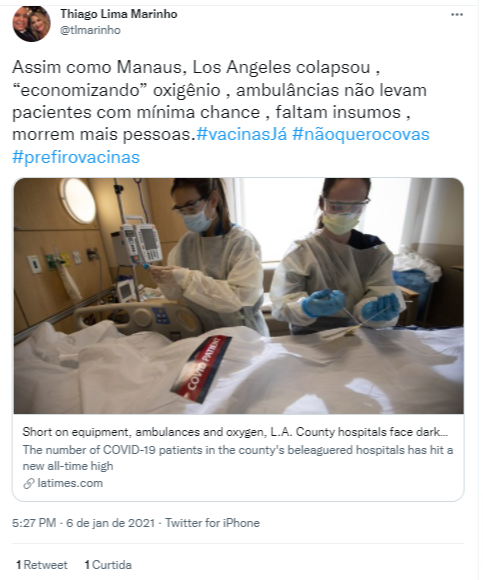 Thiago Lima Marinho
@tlmarinho
Assim como Manaus, Los Angeles colapsou ,
“economizando” oxigênio , ambulâncias não levam
pacientes com mínima chance , faltam insumos ,
morrem mais pessoas.#vacinasJá #nãoquerocovas
#prefirovacinas
COVID PATIENT
Short on equipment, ambulances and oxygen, L.A. County hospitals face dark...
The number of COVID-19 patients in the county's beleaguered hospitals has hit a
new all-time high
latimes.com
5:27 PM · 6 de jan de 2021 · Twitter for iPhone
1 Retweet 1 Curtida